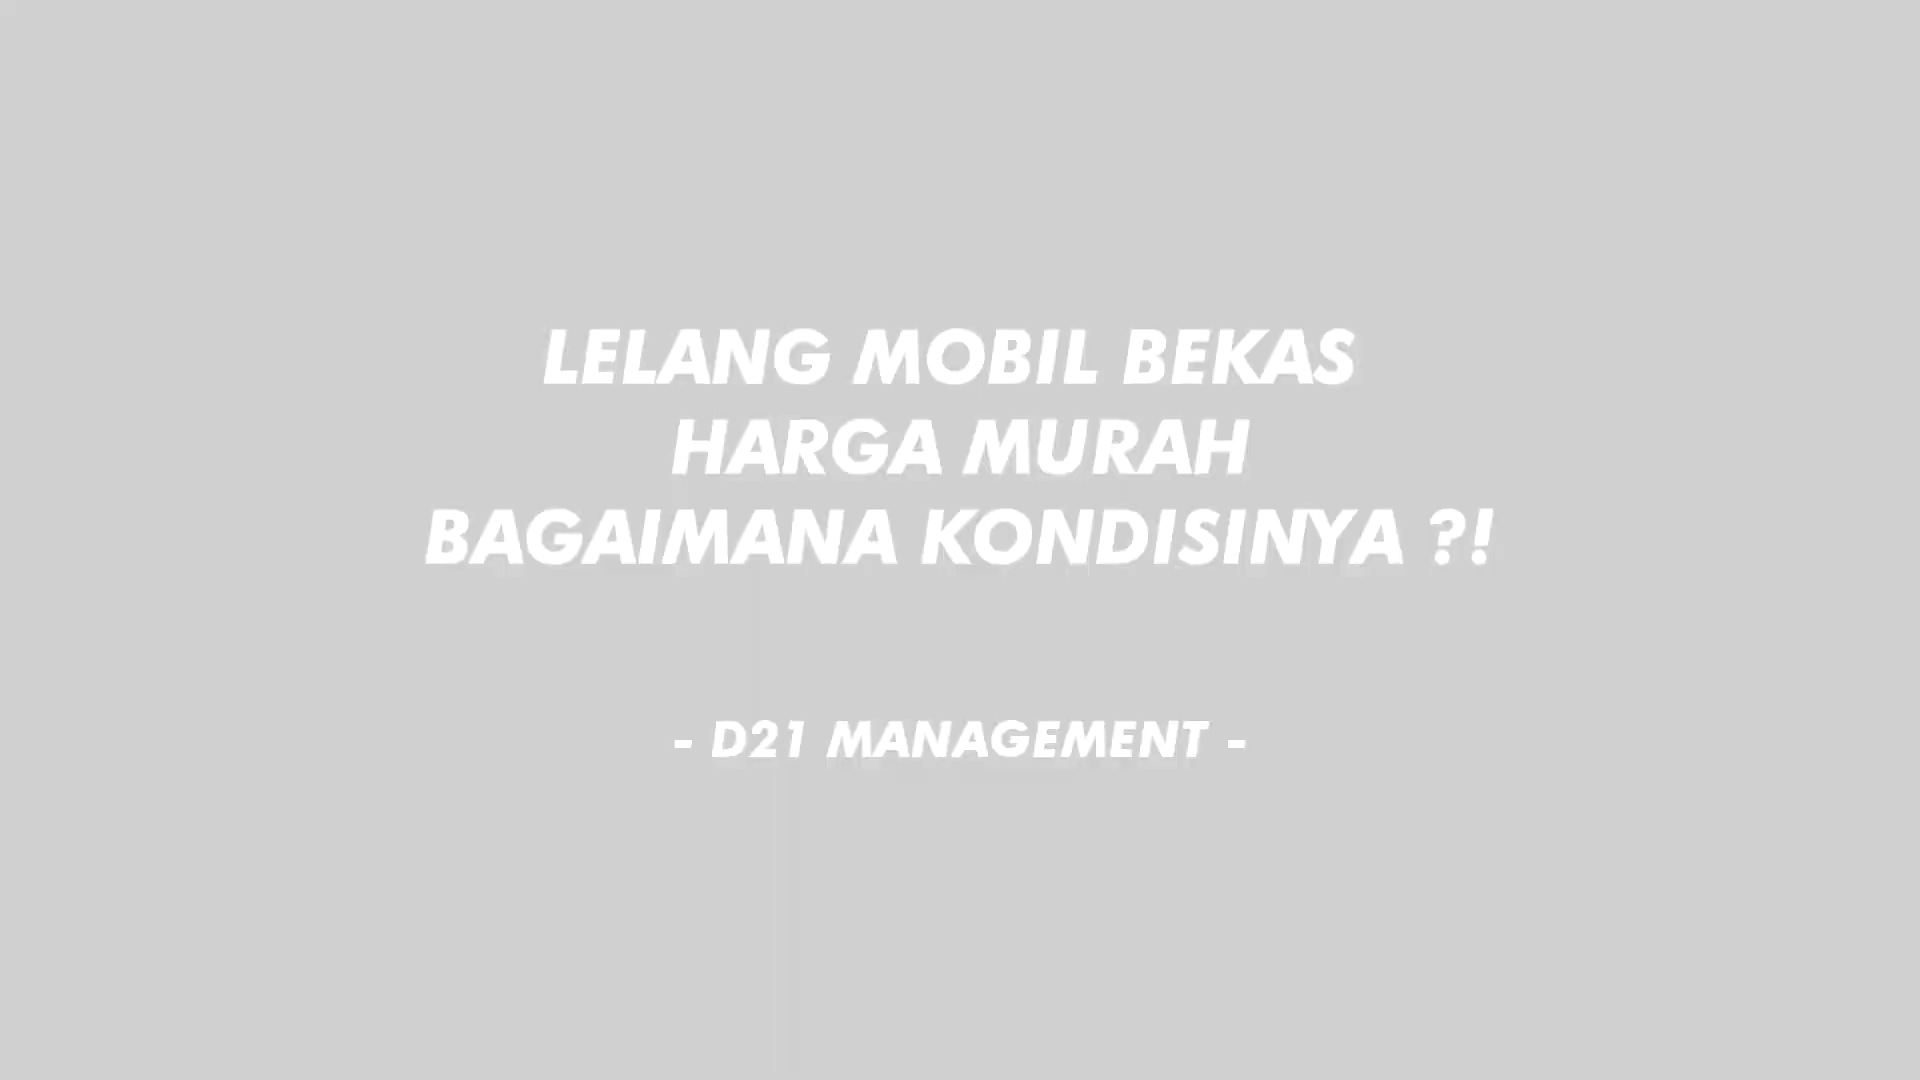 LELANG MOBIL BEKAS
HARGA MURAH
BAGAIMANA KONDISINYA ?!
- D21 MANAGEMENT -